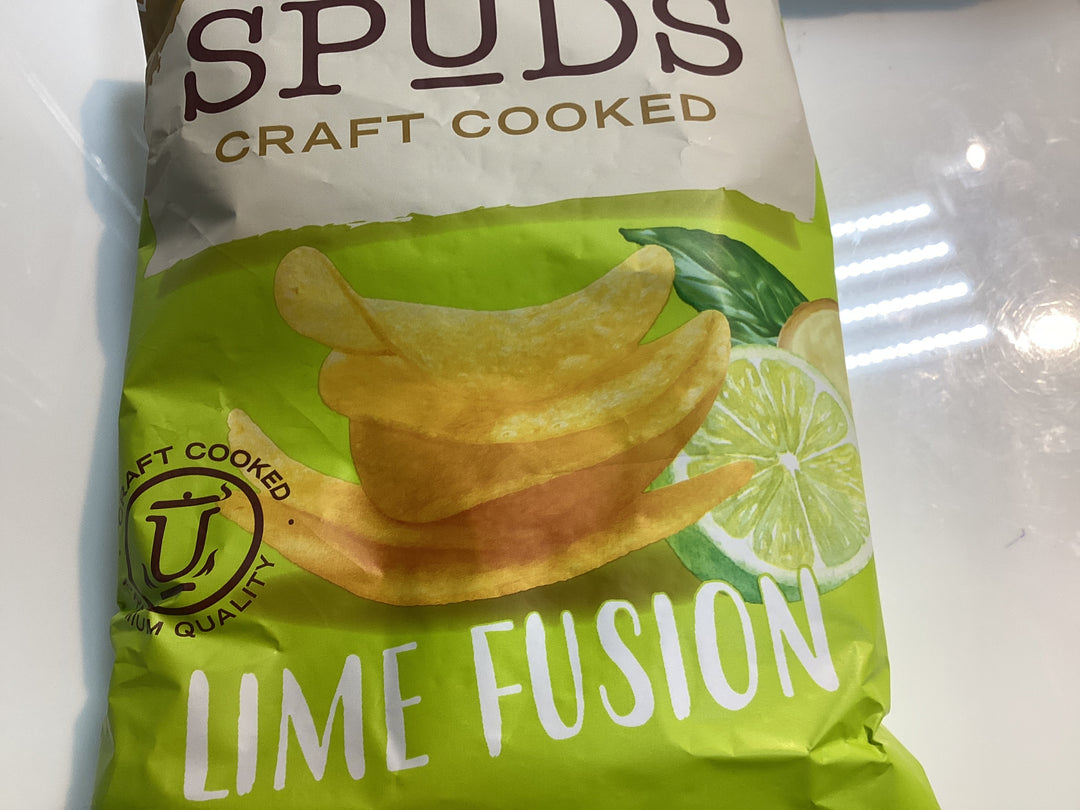 SPUDS
CRAFT COOKED
CRAFT COOKED
U
QUALITY
LIME FUSION